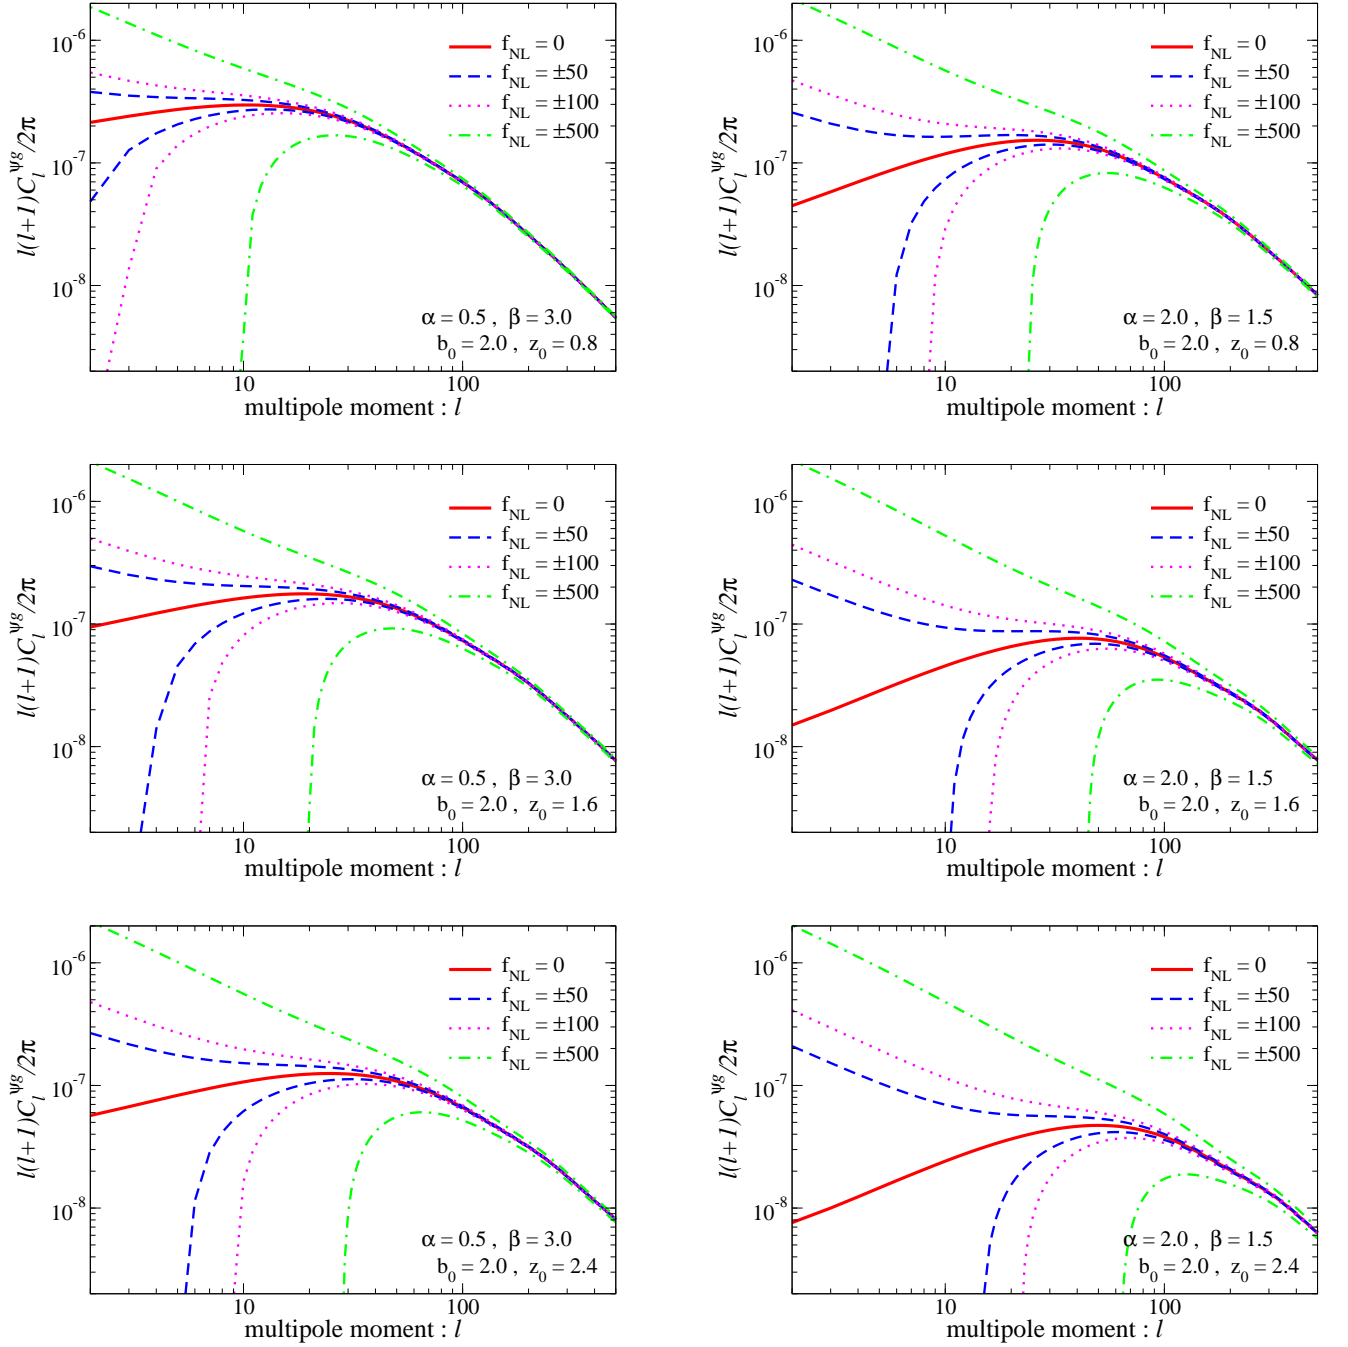 l(l+1)C_l^ψg/2π
10^-6
10^-7
10^-8
f_NL = 0
f_NL = ±50
f_NL = ±100
f_NL = ±500
α = 0.5 , β = 3.0
b_0 = 2.0 , z_0 = 0.8
10
100
multipole moment : l
l(l+1)C_l^ψg/2π
10^-6
10^-7
10^-8
f_NL = 0
f_NL = ±50
f_NL = ±100
f_NL = ±500
α = 2.0 , β = 1.5
b_0 = 2.0 , z_0 = 0.8
10
100
multipole moment : l
l(l+1)C_l^ψg/2π
10^-6
10^-7
10^-8
f_NL = 0
f_NL = ±50
f_NL = ±100
f_NL = ±500
α = 0.5 , β = 3.0
b_0 = 2.0 , z_0 = 1.6
10
100
multipole moment : l
l(l+1)C_l^ψg/2π
10^-6
10^-7
10^-8
f_NL = 0
f_NL = ±50
f_NL = ±100
f_NL = ±500
α = 2.0 , β = 1.5
b_0 = 2.0 , z_0 = 1.6
10
100
multipole moment : l
l(l+1)C_l^ψg/2π
10^-6
10^-7
10^-8
f_NL = 0
f_NL = ±50
f_NL = ±100
f_NL = ±500
α = 0.5 , β = 3.0
b_0 = 2.0 , z_0 = 2.4
10
100
multipole moment : l
l(l+1)C_l^ψg/2π
10^-6
10^-7
10^-8
f_NL = 0
f_NL = ±50
f_NL = ±100
f_NL = ±500
α = 2.0 , β = 1.5
b_0 = 2.0 , z_0 = 2.4
10
100
multipole moment : l